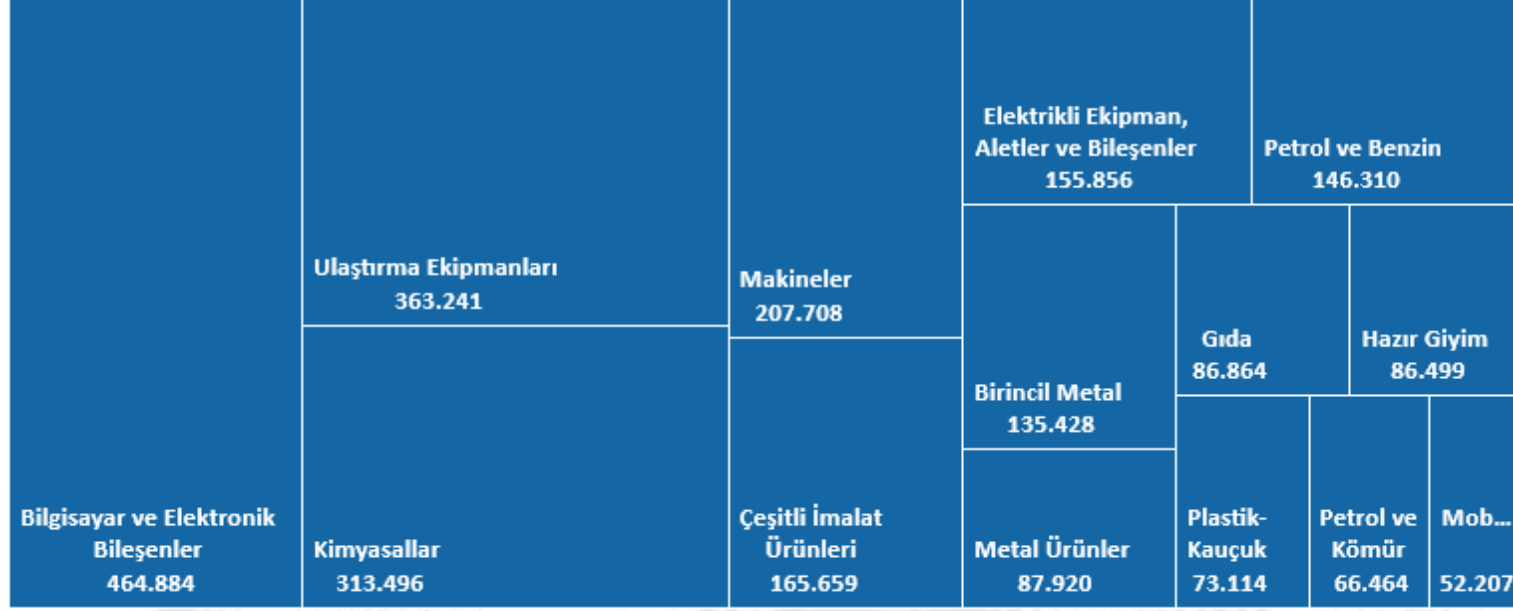 Bilgisayar ve Elektronik
Bileşenler
464.884
Ulaştırma Ekipmanları
363.241
Kimyasallar
313.496
Makineler
207.708
Çeşitli İmalat
Ürünleri
165.659
Elektrikli Ekipman,
Aletler ve Bileşenler
155.856
Petrol ve Benzin
146.310
Birincil Metal
135.428
Metal Ürünler
87.920
Gıda
86.864
Hazır Giyim
86.499
Plastik-
Kauçuk
73.114
Petrol ve
Kömür
66.464
Mob...
52.207